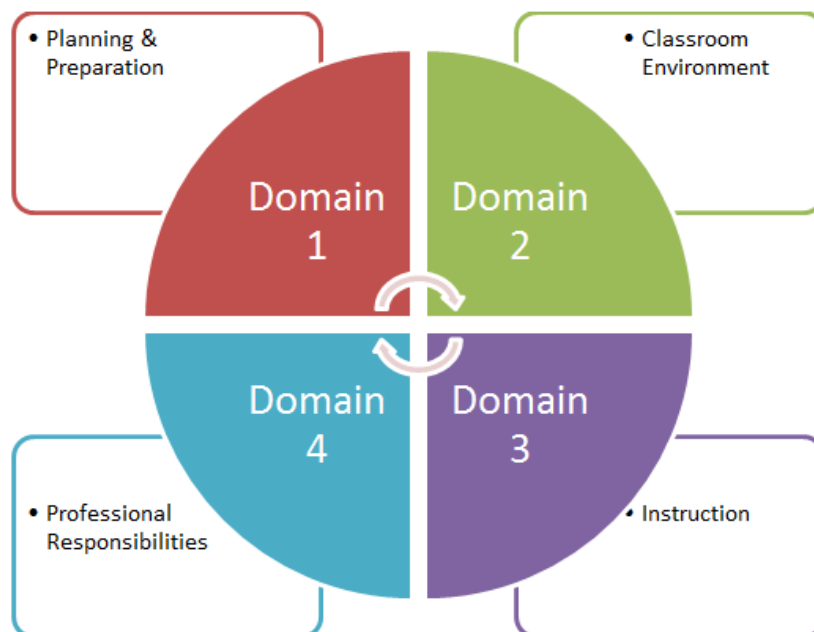 • Planning &
Preparation
• Classroom
Environment
Domain
1
Domain
2
Domain
4
Domain
3
• Professional
Responsibilities
• Instruction